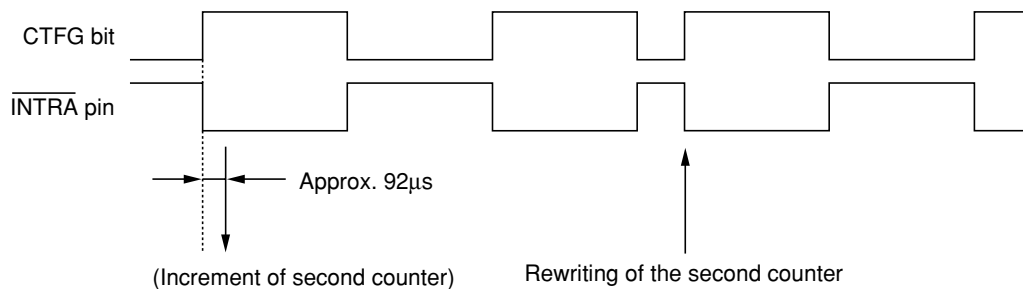 CTFG bit
INTRA pin
Approx. 92μs
(Increment of second counter)
Rewriting of the second counter